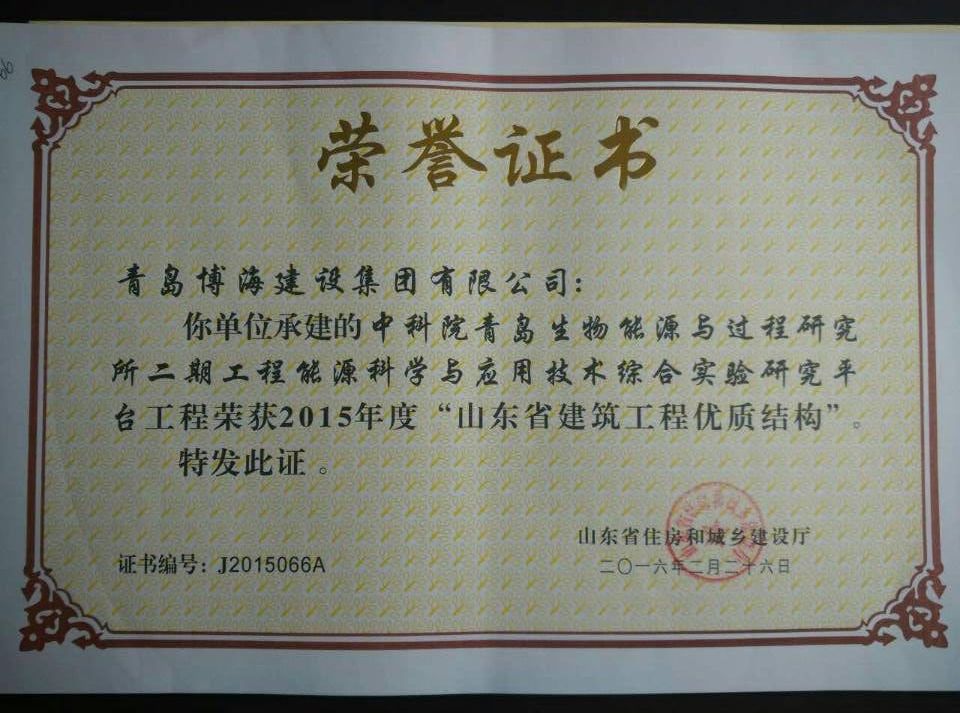 荣誉证书
青岛博海建设集团有限公司:
你单位承建的中科院青岛生物能源与过程研究
所二期工程能源科学与应用技术综合实验研究平
台工程荣获2015年度“山东省建筑工程优质结构”。
特发此证。
山东省住房和城乡建设厅
证书编号: J2015066A
二〇一六年二月二十六日